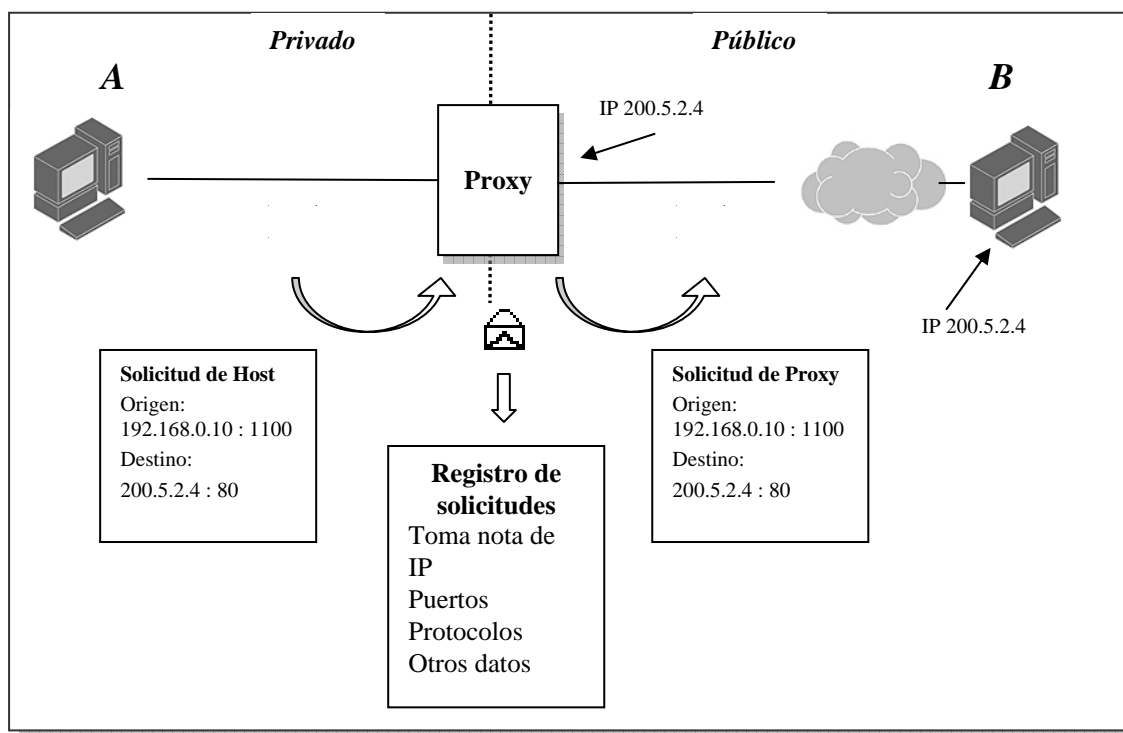 Privado
Público
A
B
IP 200.5.2.4
Proxy
IP 200.5.2.4
Solicitud de Host
Origen:
192.168.0.10 : 1100
Destino:
200.5.2.4 : 80
Solicitud de Proxy
Origen:
192.168.0.10 : 1100
Destino:
200.5.2.4 : 80
Registro de
solicitudes
Toma nota de
IP
Puertos
Protocolos
Otros datos